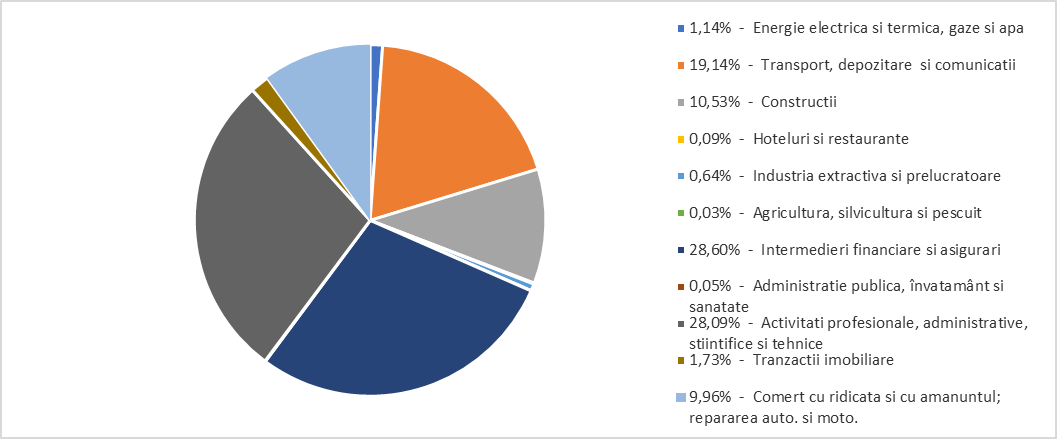 1,14% - Energie electrica si termica, gaze si apa
19,14% - Transport, depozitare si comunicatii
10,53% - Constructii
0,09% - Hoteluri si restaurante
0,64% - Industria extractiva si prelucratoare
0,03% - Agricultura, silvicultura si pescuit
28,60% - Intermedieri financiare si asigurari
0,05% - Administratie publica, învatamânt si
sanatate
28,09% - Activitati profesionale, administrative,
stiintifice si tehnice
1,73% - Tranzactii imobiliare
9,96% - Comert cu ridicata si cu amanuntul;
repararea auto. si moto.